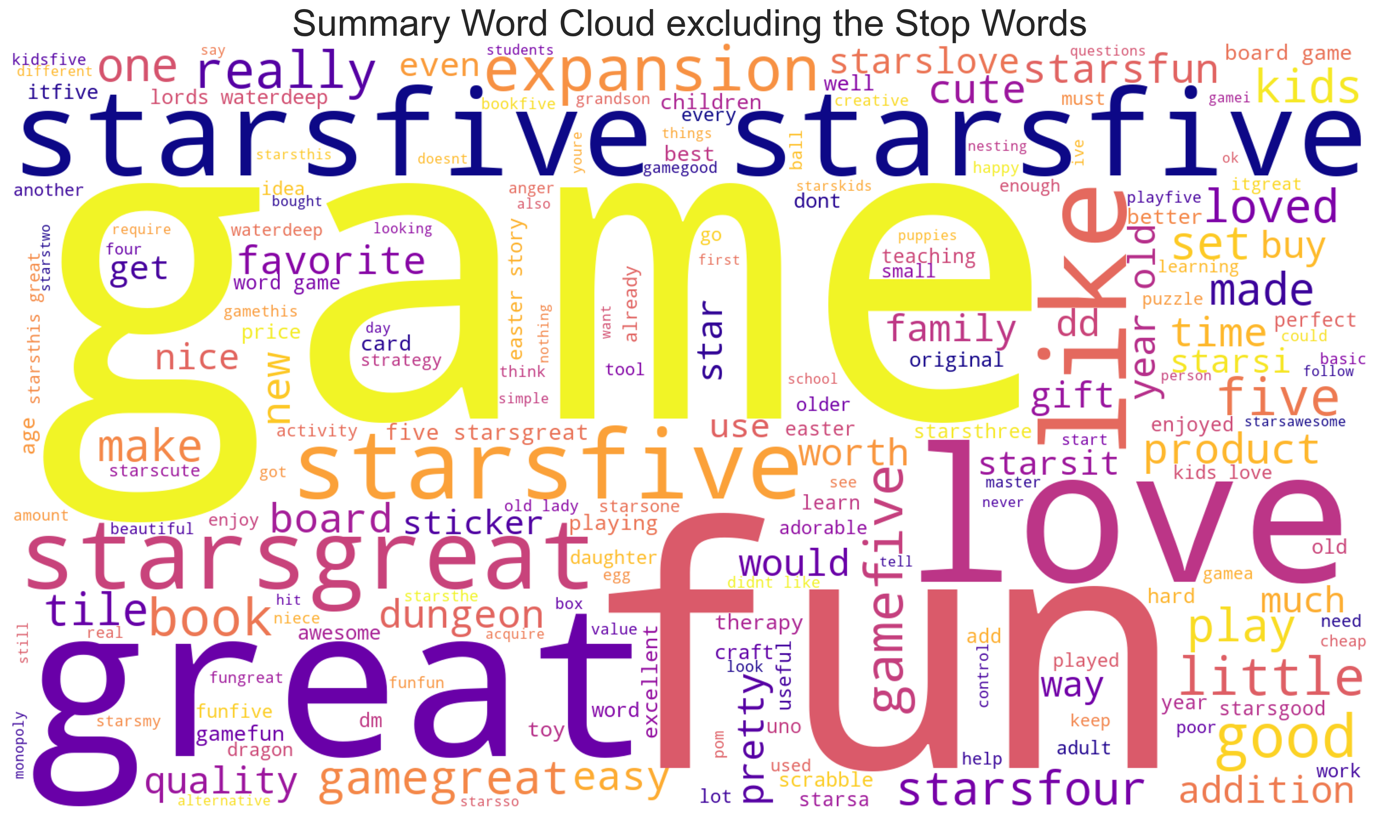 Summary Word Cloud excluding the Stop Words
kidsfive
say
students
questions
board game
different
one
really
even
expansion
starslove
starsfun
kids
itfive
lords waterdeep
bookfive
grandson
children
well
creative
cute
must
gamei
starsfive starsfive
every
things
starsthis
doesnt
youre
best
gamegood
ball
nesting
happy
ive
ok
another
idea
bought
anger
also
starskids
dont
enough
itgreat
playfive
better
loved
game
require
four
get
waterdeep
looking
favorite
word game
easter story
go
first
puppies
teaching
small
like
year old
set
buy
learning
starstwo
starsthis great
gamethis
price
new
nice
day
card
strategy
think
nothing
simple
want
already
tool
star
family
original
dd
puzzle
made
time
perfect
could
starsi
basic
follow
person
school
older
gift
five
age
make
starscute
activity
five starsgreat
use
easter
starsthree
start
enjoyed
starsawesome
got
starsfive
worth
see
learn
starsit
product
kids love
master
never
amount
beautiful
enjoy
board
sticker
old lady
starsone
playing
adorable
gamefive
love
old
starsgreat
daughter
egg
would
didnt like
tell
gamea
tile
book
hit
niece
starsthe
dungeon
box
fun
hard
much
still
real
awesome
acquire
value
therapy
add
play
need
cheap
great
fungreat
funfun
excellent
craft
look
useful
pretty
control
played
way
little
monopoly
starsmy
funfive
gamefun
dragon
dm
toy
word
pom
uno
keep
year
starsgood
poor
good
adult
quality
alternative
gamegreat
easy
starsso
lot
used
scrabble
starsa
help
starsfour
work
addition